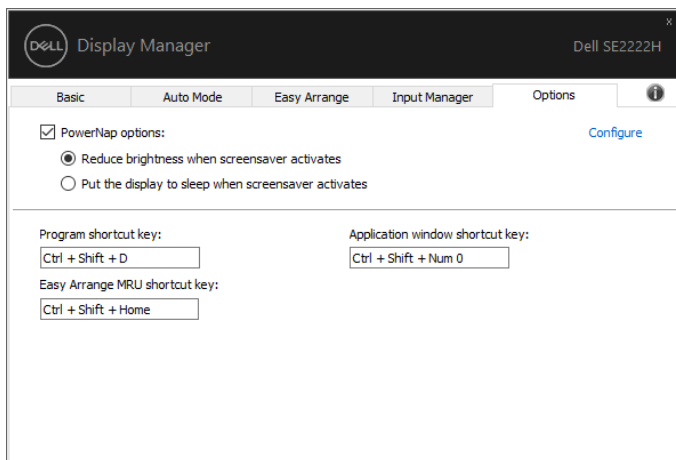 x
DELL Display Manager
Dell SE2222H
Basic Auto Mode Easy Arrange Input Manager Options
PowerNap options:
Configure
Reduce brightness when screensaver activates
Put the display to sleep when screensaver activates
Program shortcut key:
Ctrl + Shift + D
Application window shortcut key:
Ctrl + Shift + Num 0
Easy Arrange MRU shortcut key:
Ctrl + Shift + Home